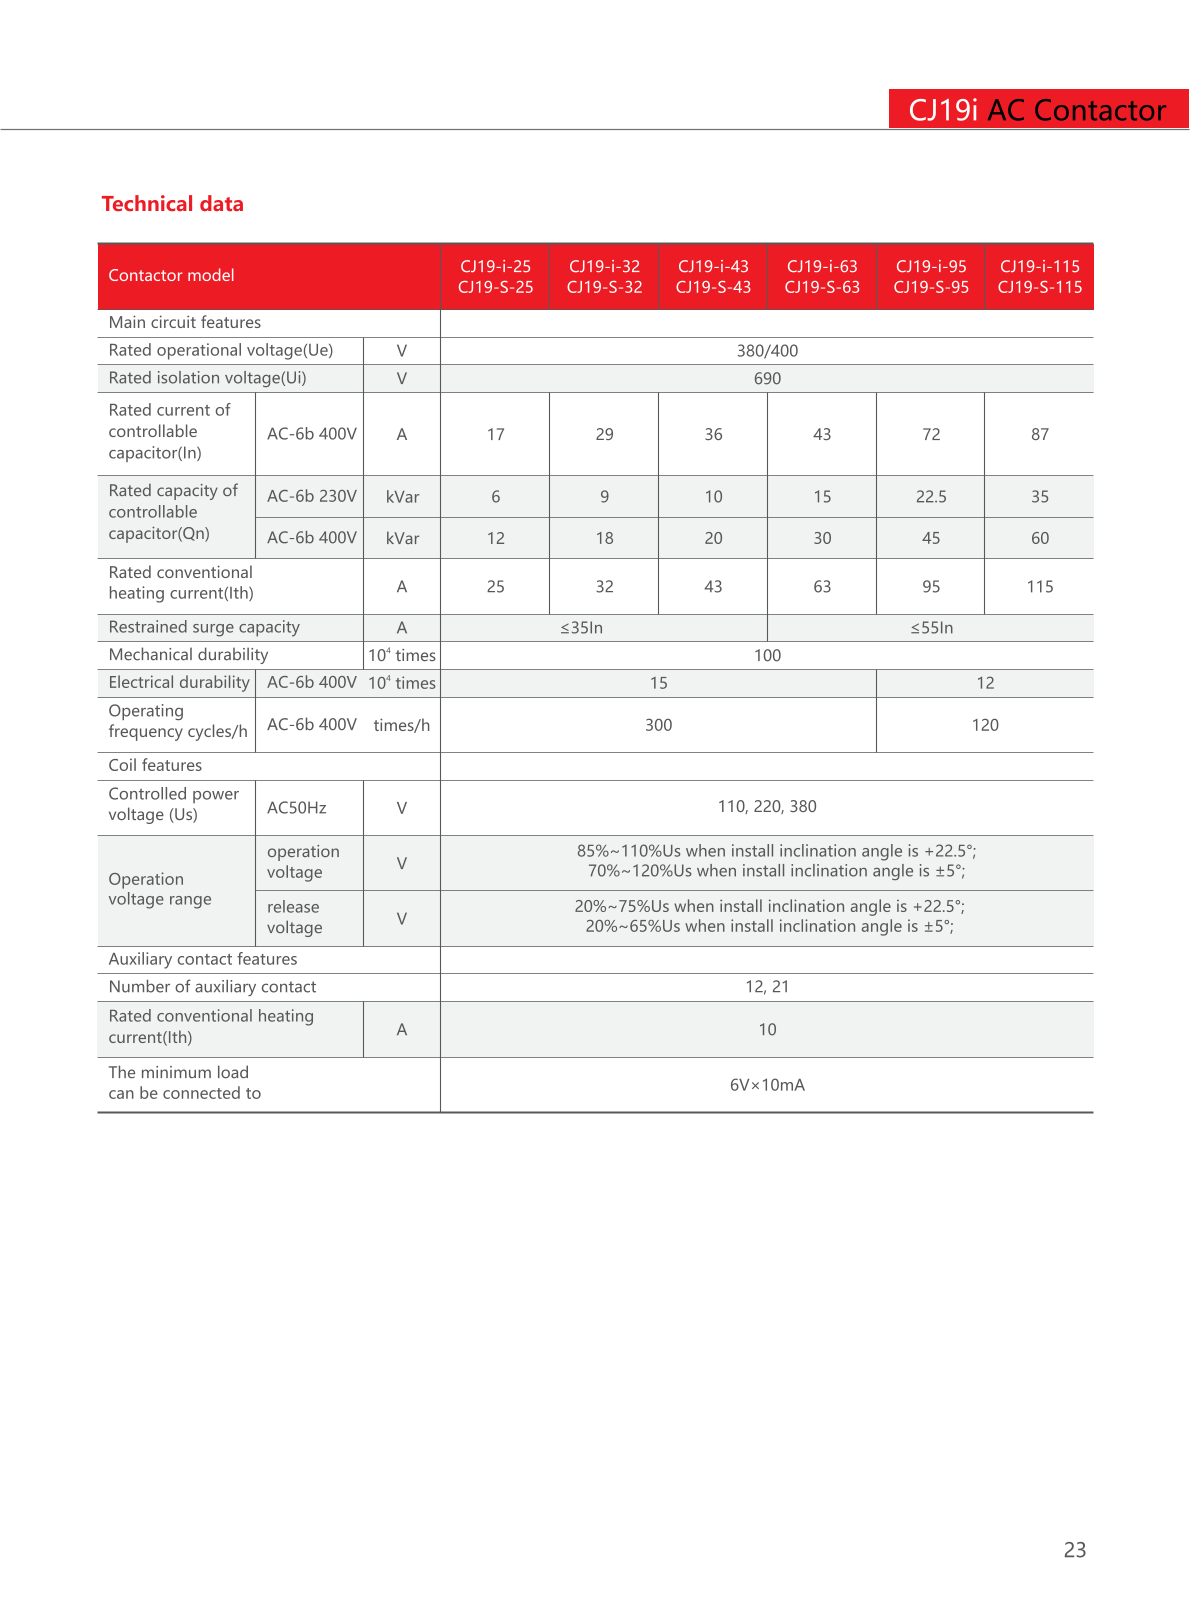 CJ19i AC Contactor
Technical data
Contactor model
CJ19-i-25 CJ19-i-32 CJ19-i-43 CJ19-i-63 CJ19-i-95 CJ19-i-115
CJ19-S-25 CJ19-S-32 CJ19-S-43 CJ19-S-63 CJ19-S-95 CJ19-S-115
Main circuit features
Rated operational voltage(Ue) V 380/400
Rated isolation voltage(Ui) V 690
Rated current of
controllable
capacitor(In)
AC-6b 400V A 17 29 36 43 72 87
Rated capacity of
controllable
capacitor(Qn)
AC-6b 230V kVar 6 9 10 15 22.5 35
AC-6b 400V kVar 12 18 20 30 45 60
Rated conventional
heating current(Ith)
A 25 32 43 63 95 115
Restrained surge capacity A ≤35In ≤55In
Mechanical durability 10⁴ times 100
Electrical durability AC-6b 400V 10⁴ times 15 12
Operating
frequency cycles/h
AC-6b 400V times/h 300 120
Coil features
Controlled power
voltage (Us)
AC50Hz V 110, 220, 380
Operation
voltage range
operation
voltage
V
85%~110%Us when install inclination angle is +22.5°;
70%~120%Us when install inclination angle is ±5°;
release
voltage
V
20%~75%Us when install inclination angle is +22.5°;
20%~65%Us when install inclination angle is ±5°;
Auxiliary contact features
Number of auxiliary contact 12, 21
Rated conventional heating
current(Ith)
A 10
The minimum load
can be connected to
6V×10mA
23